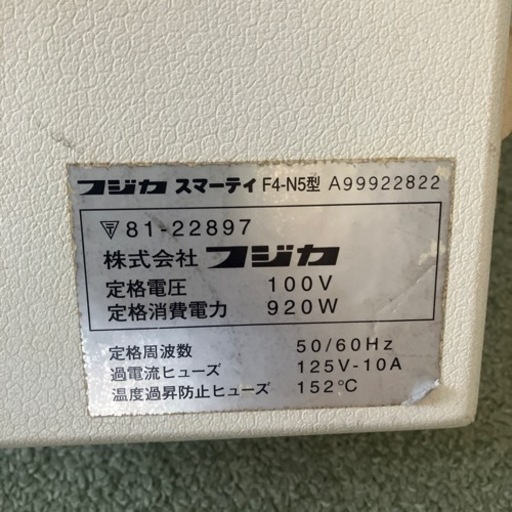 フジカ スマーティ F4-N5型 A99922822
〒81-22897
株式会社 フジカ
定格電圧 100V
定格消費電力 920W
定格周波数 50/60Hz
過電流ヒューズ 125V-10A
温度過昇防止ヒューズ 152℃